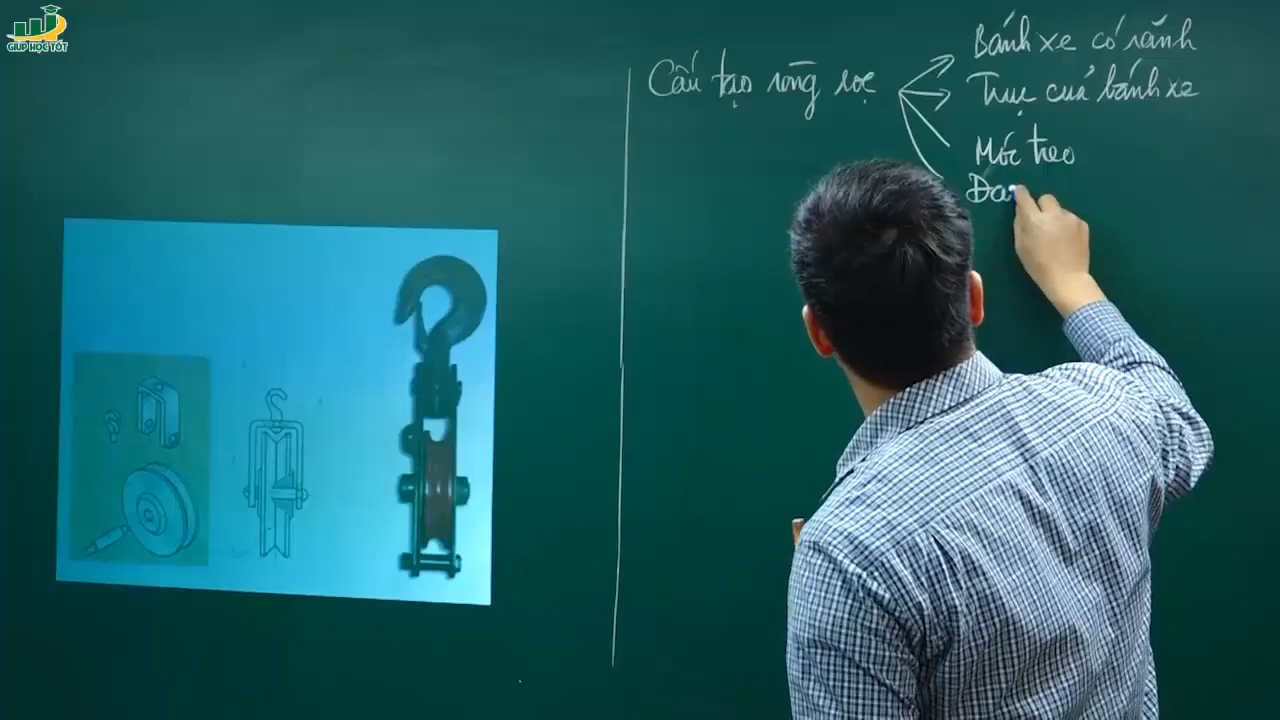 GIÚP HỌC TỐT
Cấu tạo ròng rọc
Bánh xe có rãnh
Trục của bánh xe
Móc treo
Đa